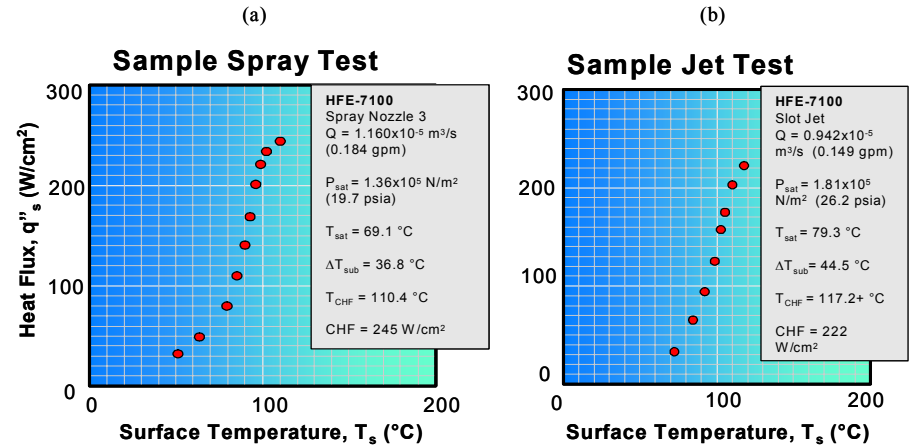 (a)
Sample Spray Test
300
200
100
0
0
100
200
Heat Flux, q”s (W/cm²)
Surface Temperature, Ts (°C)
HFE-7100
Spray Nozzle 3
Q = 1.160x10⁻⁵ m³/s
(0.184 gpm)
Psat = 1.36x10⁵ N/m²
(19.7 psia)
Tsat = 69.1 °C
ΔTsub = 36.8 °C
TCHF = 110.4 °C
CHF = 245 W/cm²
(b)
Sample Jet Test
300
200
100
0
0
100
200
Surface Temperature, Ts (°C)
HFE-7100
Slot Jet
Q = 0.942x10⁻⁵
m³/s (0.149 gpm)
Psat = 1.81x10⁵
N/m² (26.2 psia)
Tsat = 79.3 °C
ΔTsub= 44.5 °C
TCHF = 117.2+ °C
CHF = 222
W/cm²